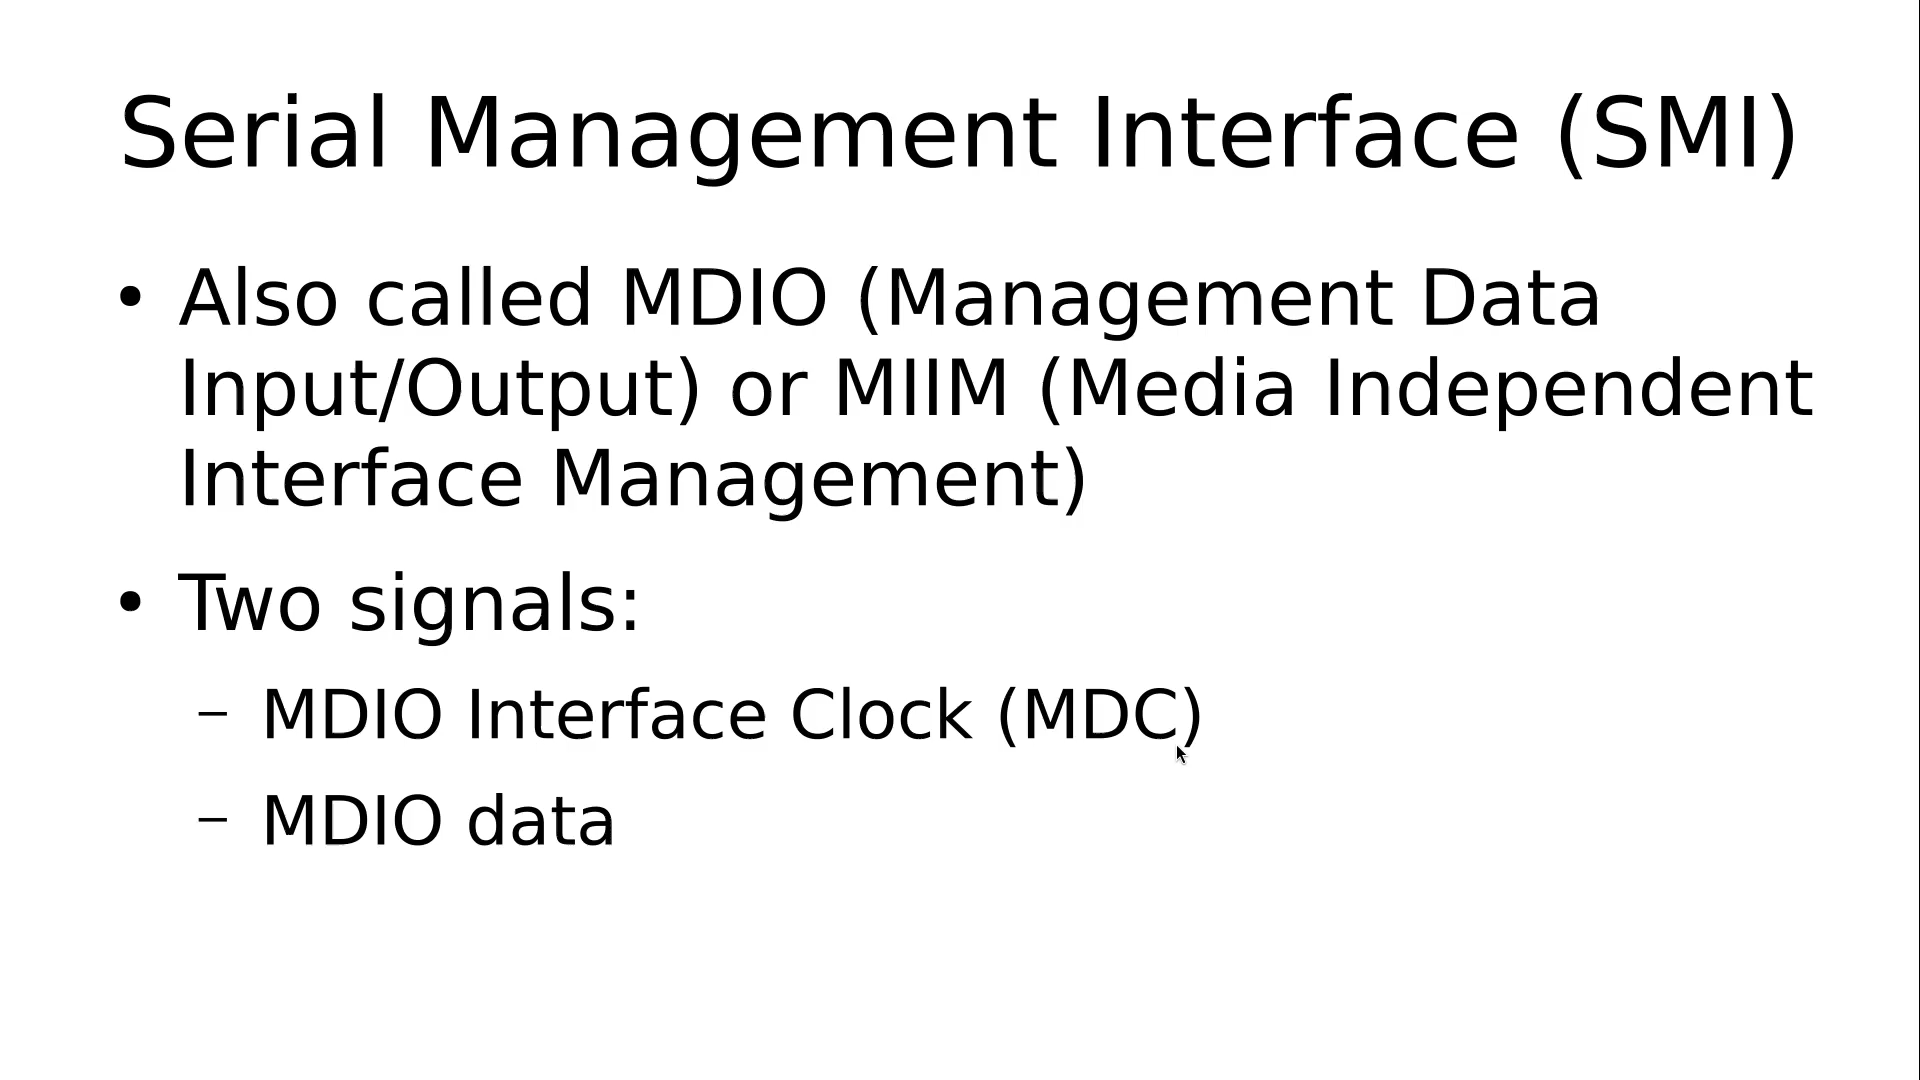 Serial Management Interface (SMI)
• Also called MDIO (Management Data
Input/Output) or MIIM (Media Independent
Interface Management)
• Two signals:
– MDIO Interface Clock (MDC)
– MDIO data